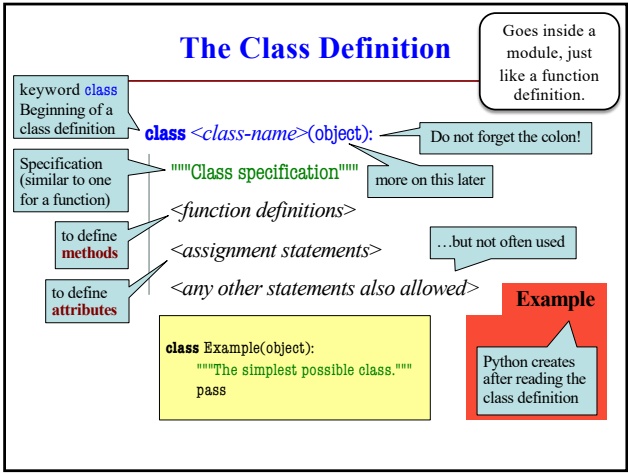 The Class Definition
Goes inside a
module, just
like a function
definition.
keyword class
Beginning of a
class definition
class <class-name>(object):
Do not forget the colon!
Specification
(similar to one
for a function)
"""Class specification"""
more on this later
<function definitions>
to define
methods
<assignment statements>
…but not often used
to define
attributes
<any other statements also allowed>
Example
class Example(object):
"""The simplest possible class."""
pass
Python creates
after reading the
class definition